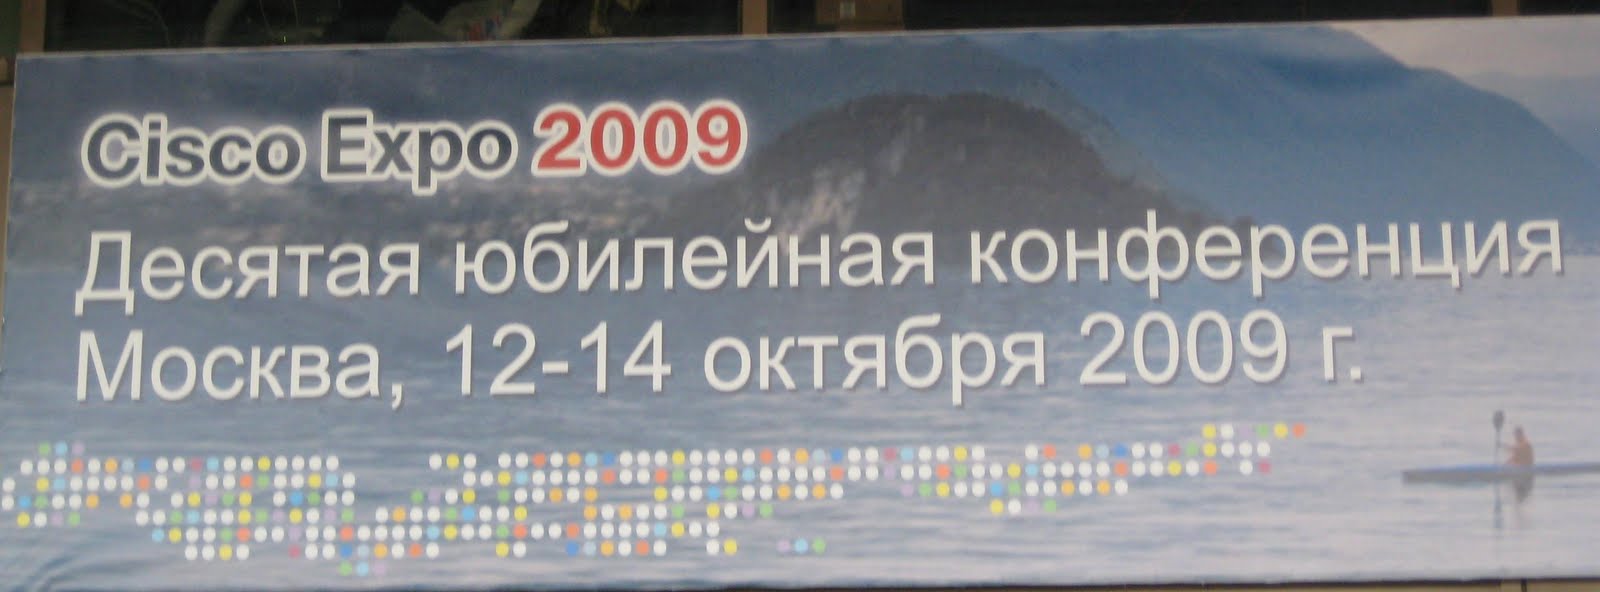 Cisco Expo 2009
Десятая юбилейная конференция
Москва, 12-14 октября 2009 г.